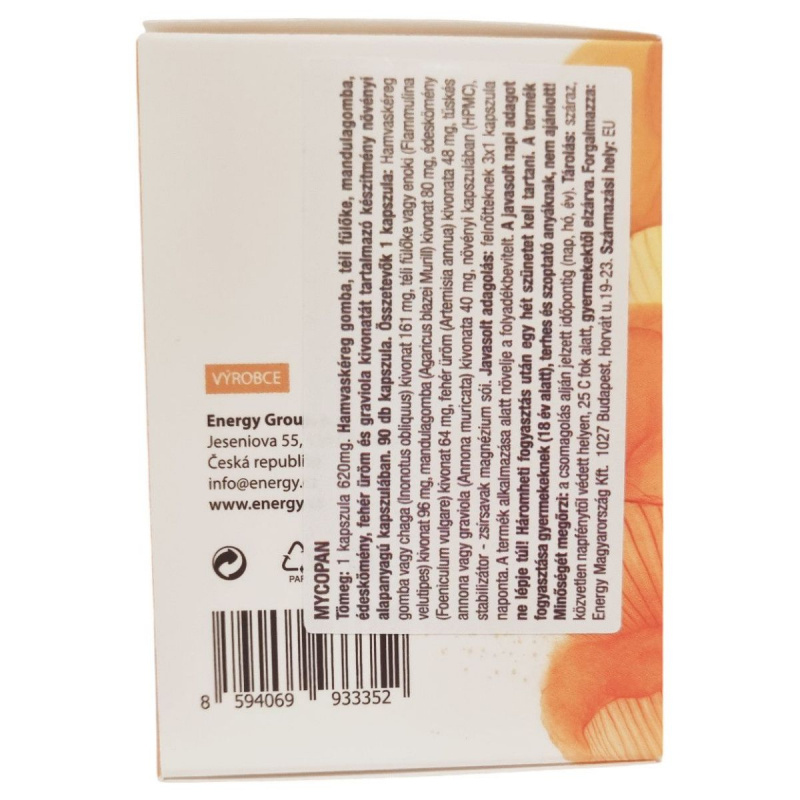 VÝROBCE
Energy Grou
Jeseniova 55,
Česká republi
info@energy.
www.energy
PAP
8 594069 933352
MYCOPAN
Tömeg: 1 kapszula 620mg. Hamvaskéreg gomba, téli fülőke, mandulagomba,
édeskömény, fehér üröm és graviola kivonatát tartalmazó készítmény növényi
alapanyagú kapszulában. 90 db kapszula. Összetevők 1 kapszula: Hamvaskéreg
gomba vagy chaga (Inonotus obliquus) kivonat 161 mg, téli fülőke vagy enoki (Flammulina
velutipes) kivonat 96 mg, mandulagomba (Agaricus blazei Murill) kivonat 80 mg, édeskömény
(Foeniculum vulgare) kivonat 64 mg, fehér üröm (Artemisia annua) kivonata 48 mg, tüskés
annona vagy graviola (Annona muricata) kivonata 40 mg, növényi kapszulában (HPMC),
stabilizátor - zsírsavak magnézium sói. Javasolt adagolás: felnőtteknek 3x1 kapszula
naponta. A termék alkalmazása alatt növelje a folyadékbevitelt. A javasolt napi adagot
ne lépje túl! Háromheti fogyasztás után egy hét szünetet kell tartani. A termék
fogyasztása gyermekeknek (18 év alatt), terhes és szoptató anyáknak, nem ajánlott!
Minőségét megőrzi: a csomagolás alján jelzett időpontig (nap, hó, év). Tárolás: száraz,
közvetlen napfénytől védett helyen, 25 C fok alatt, gyermekektől elzárva. Forgalmazza:
Energy Magyarország Kft. 1027 Budapest, Horvát u.19-23. Származási hely: EU